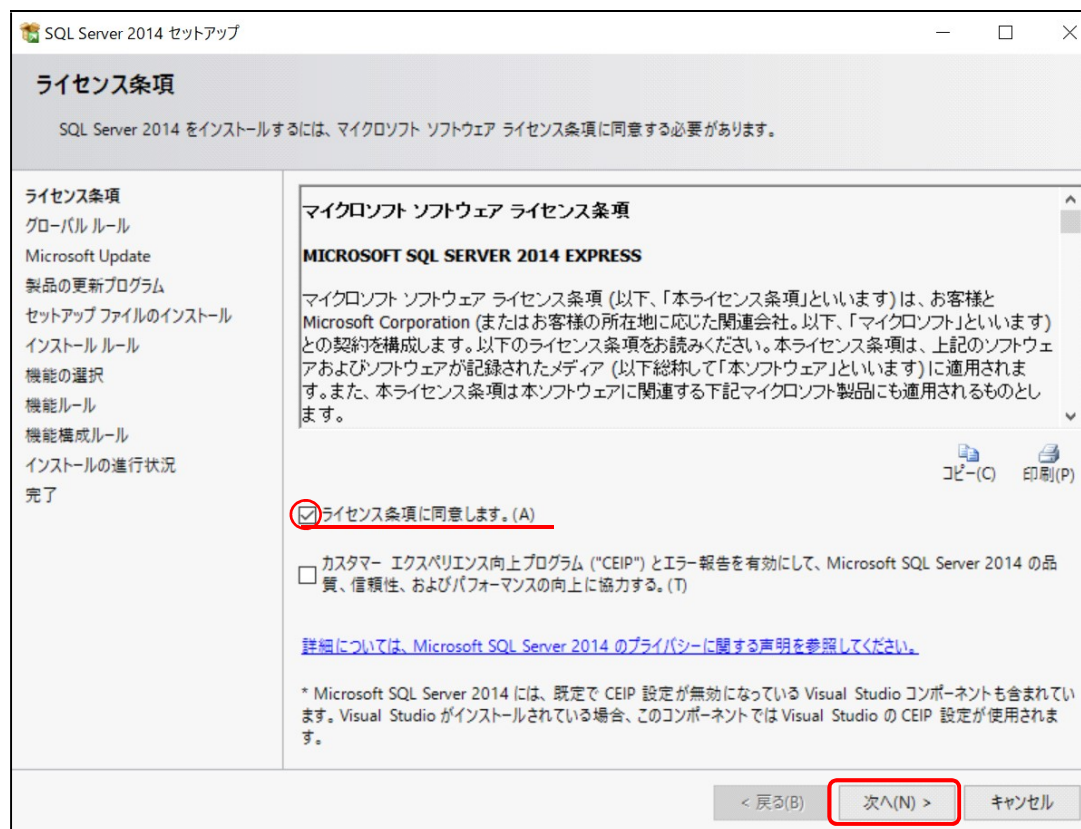 SQL Server 2014 セットアップ
ライセンス条項
SQL Server 2014 をインストールするには、マイクロソフト ソフトウェア ライセンス条項に同意する必要があります。
ライセンス条項
グローバル ルール
Microsoft Update
製品の更新プログラム
セットアップ ファイルのインストール
インストール ルール
機能の選択
機能ルール
機能構成ルール
インストールの進行状況
完了
マイクロソフト ソフトウェア ライセンス条項
MICROSOFT SQL SERVER 2014 EXPRESS
マイクロソフト ソフトウェア ライセンス条項 (以下、「本ライセンス条項」といいます) は、お客様と
Microsoft Corporation (またはお客様の所在地に応じた関連会社。以下、「マイクロソフト」といいます)
との契約を構成します。以下のライセンス条項をお読みください。本ライセンス条項は、上記のソフトウェ
アおよびソフトウェアが記録されたメディア (以下総称して「本ソフトウェア」といいます) に適用されま
す。また、本ライセンス条項は本ソフトウェアに関連する下記マイクロソフト製品にも適用されるものとし
ます。
コピー(C)
印刷(P)
ライセンス条項に同意します。(A)
カスタマー エクスペリエンス向上プログラム ("CEIP") とエラー報告を有効にして、Microsoft SQL Server 2014 の品
質、信頼性、およびパフォーマンスの向上に協力する。(T)
詳細については、Microsoft SQL Server 2014 のプライバシーに関する声明を参照してください。
* Microsoft SQL Server 2014 には、既定で CEIP 設定が無効になっている Visual Studio コンポーネントも含まれてい
ます。Visual Studio がインストールされている場合、このコンポーネントでは Visual Studio の CEIP 設定が使用されま
す。
< 戻る(B)
次へ(N) >
キャンセル